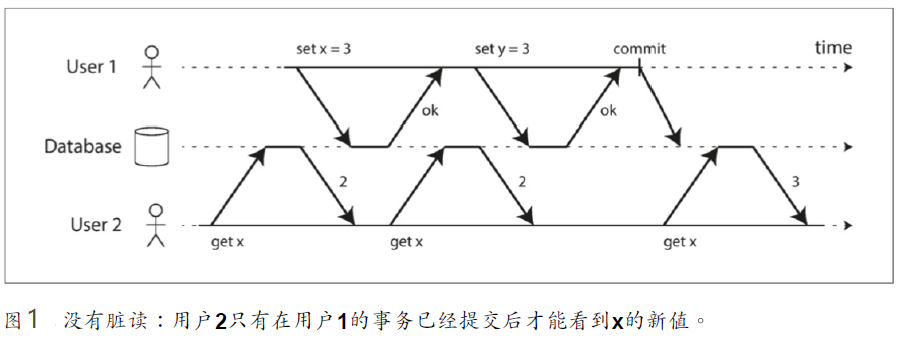 set x = 3
set y = 3
commit
time
User 1
ok
ok
Database
2
2
3
User 2
get x
get x
get x
图1 没有脏读：用户2只有在用户1的事务已经提交后才能看到x的新值。